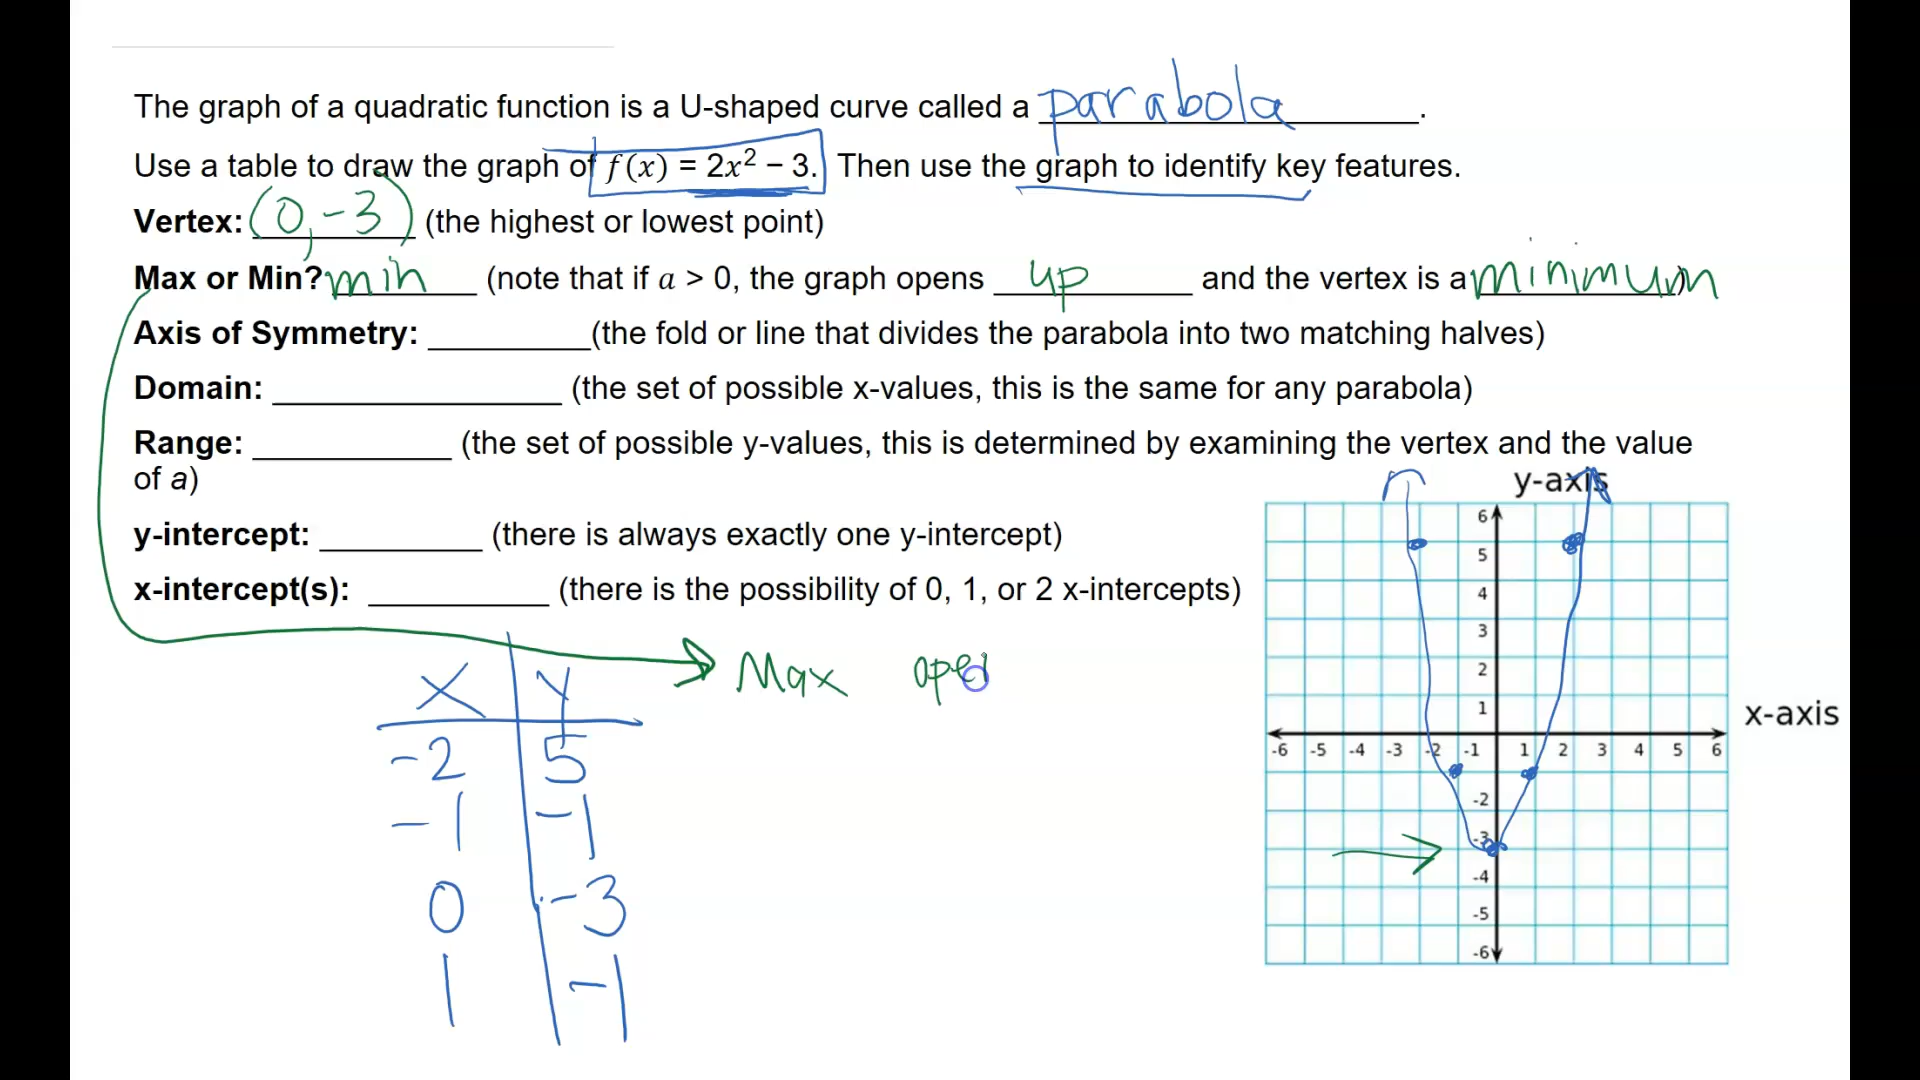 The graph of a quadratic function is a U-shaped curve called a parabola.
Use a table to draw the graph of f(x) = 2x² − 3. Then use the graph to identify key features.
Vertex: (0, -3) (the highest or lowest point)
Max or Min? min (note that if a > 0, the graph opens up and the vertex is a minimum)
Axis of Symmetry: __________(the fold or line that divides the parabola into two matching halves)
Domain: ________________ (the set of possible x-values, this is the same for any parabola)
Range: ___________ (the set of possible y-values, this is determined by examining the vertex and the value
of a)
y-intercept: _________ (there is always exactly one y-intercept)
x-intercept(s): __________ (there is the possibility of 0, 1, or 2 x-intercepts)
Max
X Y
-2 5
-1 -1
0 -3
1 -1
y-axis
6
5
4
3
2
1
x-axis
-6 -5 -4 -3 -2 -1 1 2 3 4 5 6
-2
-3
-4
-5
-6